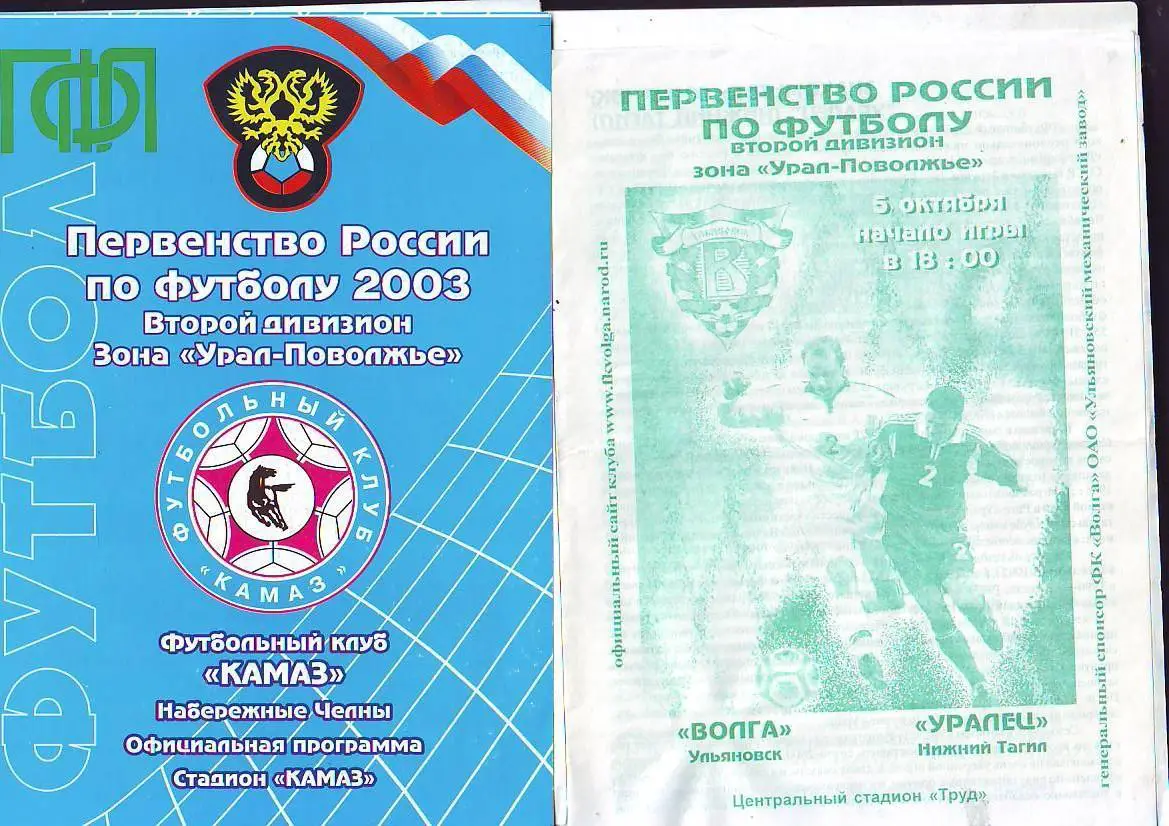 ПФЛ
ФУТБОЛ
Первенство России
по футболу 2003
Второй дивизион
Зона «Урал-Поволжье»
ФУТБОЛЬНЫЙ КЛУБ
«КАМАЗ»
Футбольный клуб
«КАМАЗ»
Набережные Челны
Официальная программа
Стадион «КАМАЗ»
ПЕРВЕНСТВО РОССИИ
ПО ФУТБОЛУ
ВТОРОЙ ДИВИЗИОН
зона «Урал-Поволжье»
5 октября
начало игры
в 18 : 00
официальный сайт клуба www.fkvolga.narod.ru
генеральный спонсор ФК «Волга» ОАО «Ульяновский механический завод»
2
2
«ВОЛГА»
Ульяновск
«УРАЛЕЦ»
Нижний Тагил
Центральный стадион «Труд»